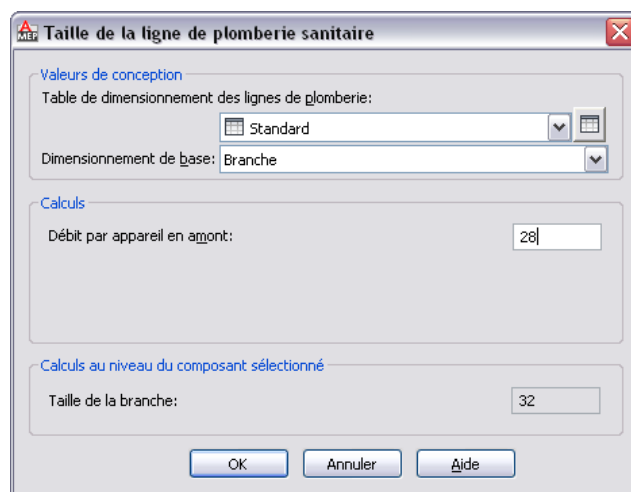 MEP Taille de la ligne de plomberie sanitaire
Valeurs de conception
Table de dimensionnement des lignes de plomberie:
Standard
Dimensionnement de base: Branche
Calculs
Débit par appareil en amont: 28
Calculs au niveau du composant sélectionné
Taille de la branche: 32
OK Annuler Aide